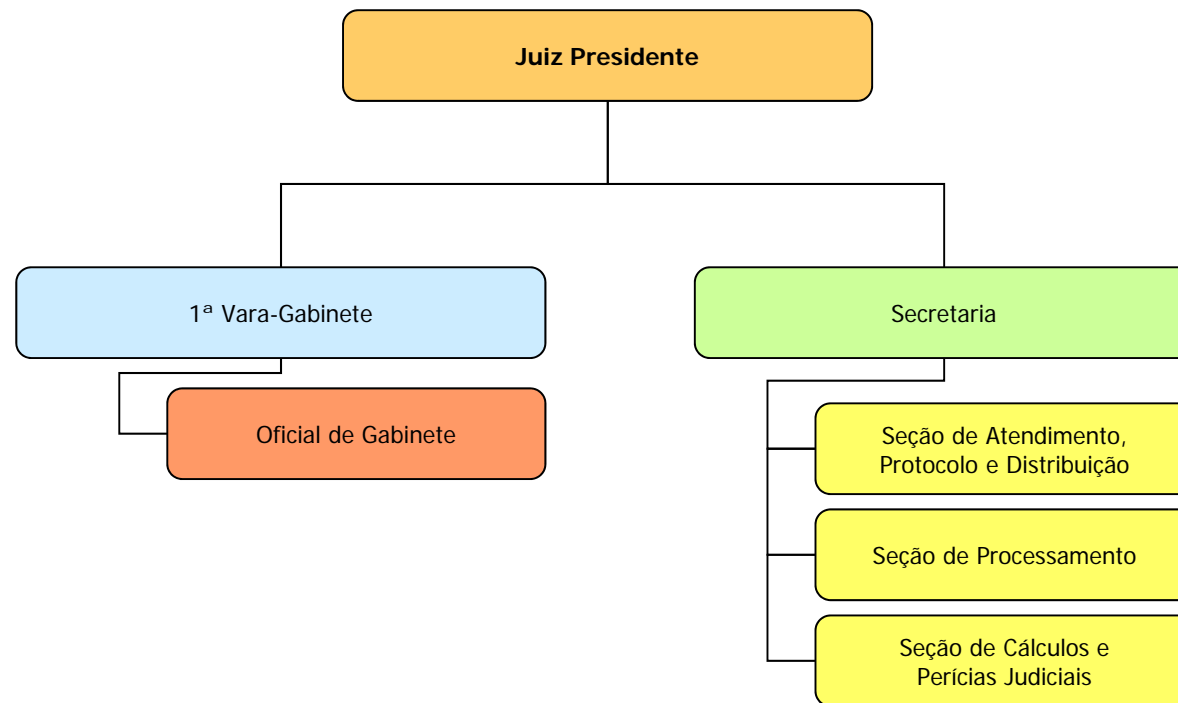 Juiz Presidente
1ª Vara-Gabinete
Oficial de Gabinete
Secretaria
Seção de Atendimento,
Protocolo e Distribuição
Seção de Processamento
Seção de Cálculos e
Perícias Judiciais